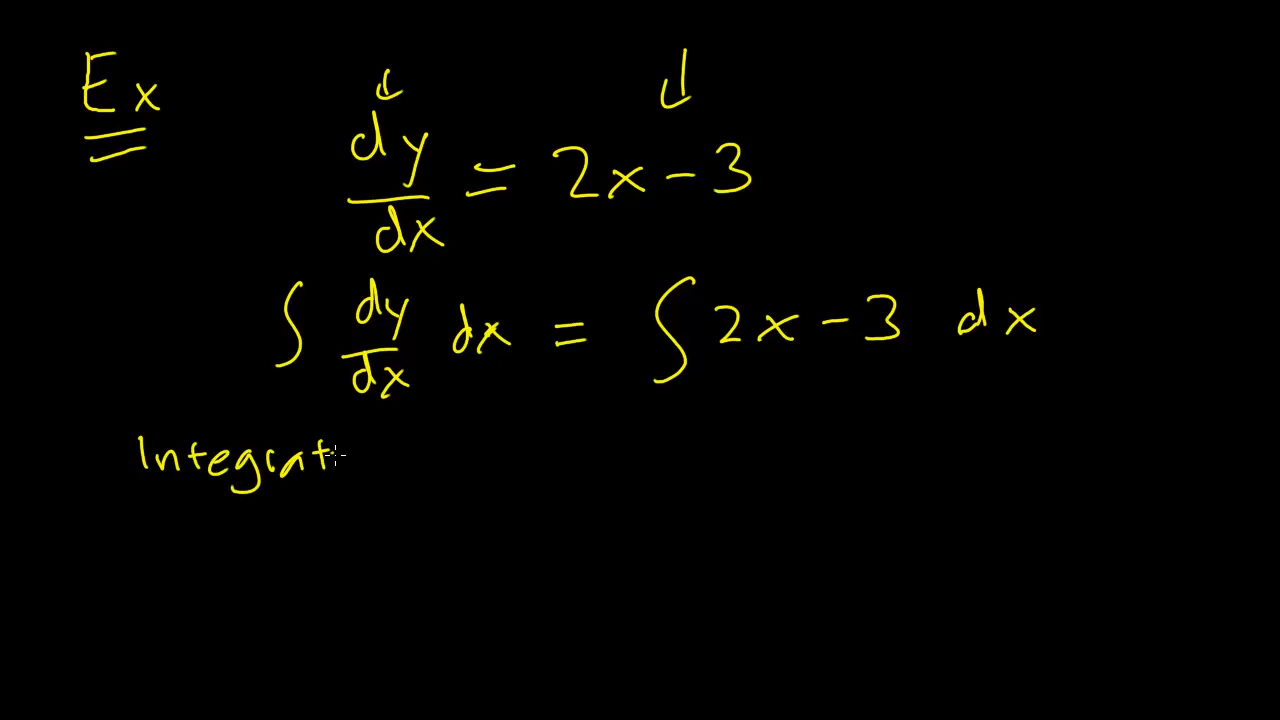 Ex
dy/dx = 2x - 3
∫ dy/dx dx = ∫ 2x - 3 dx
Integrat